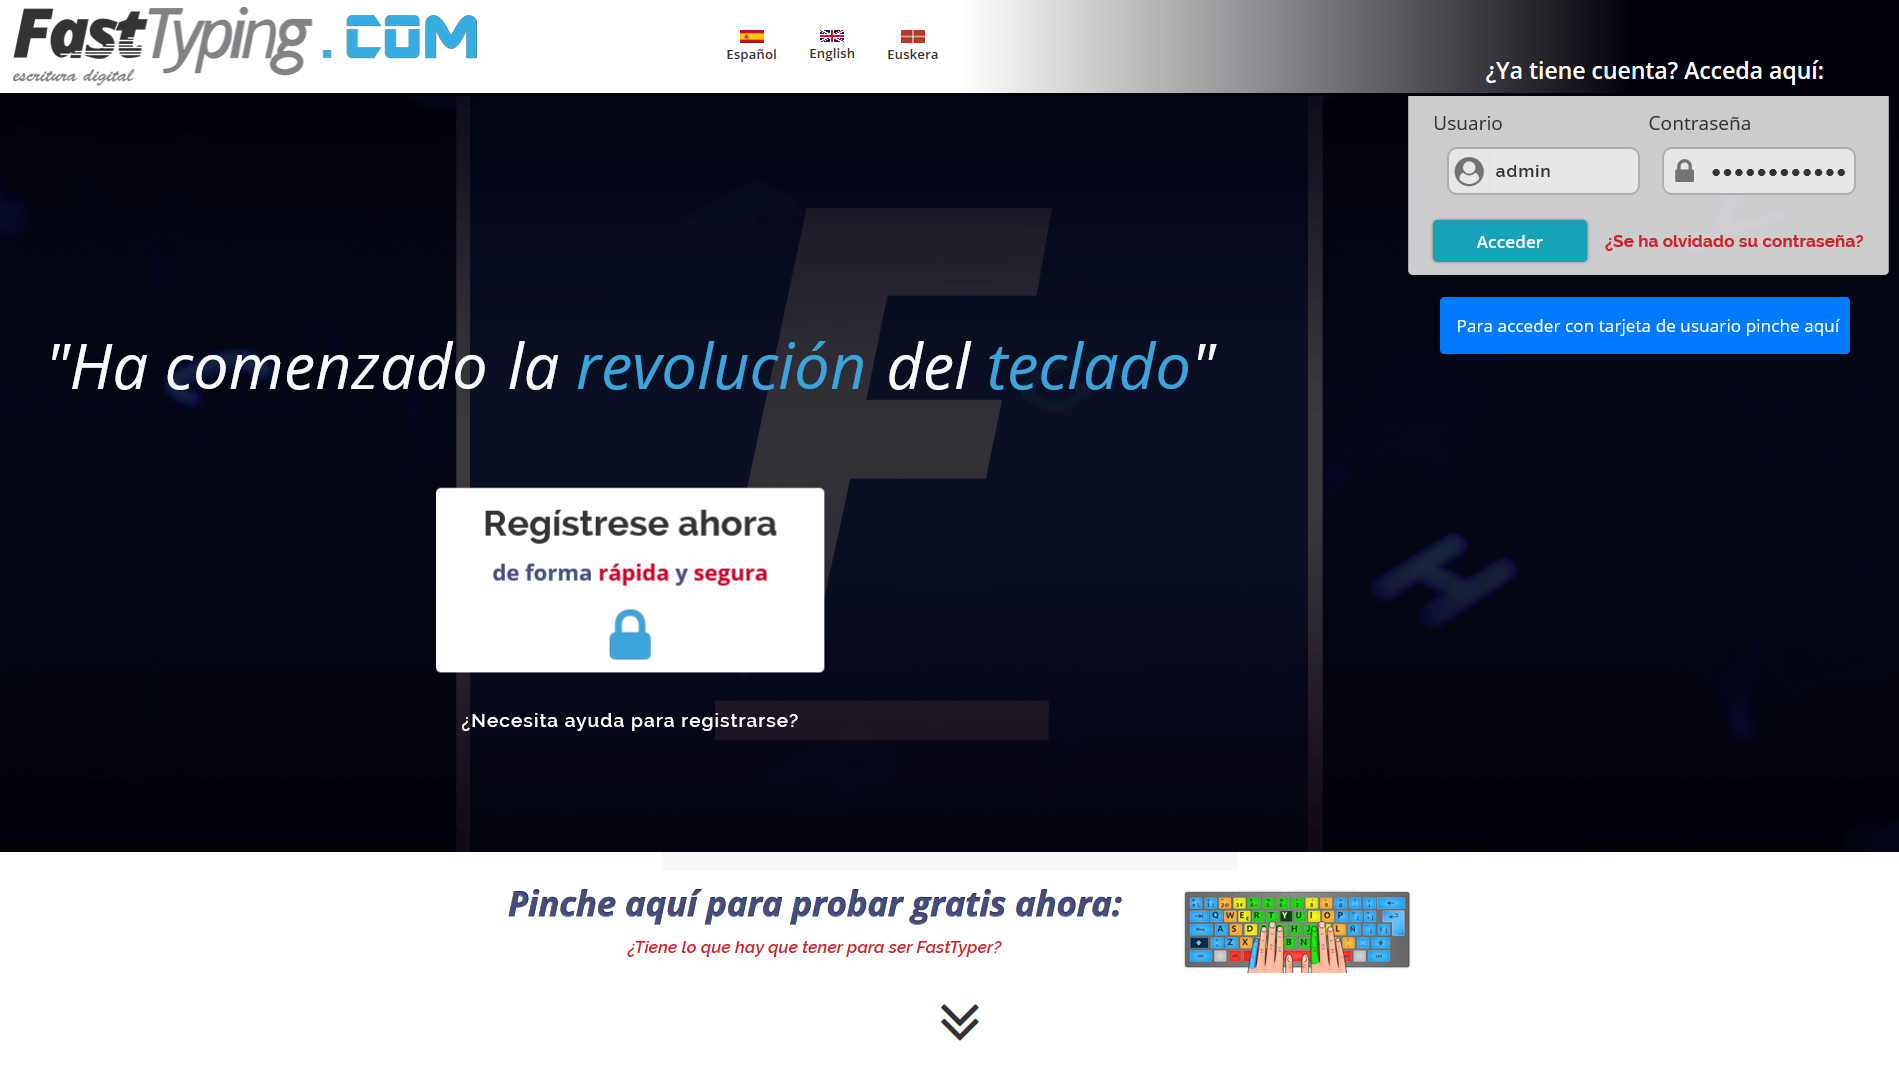 FastTyping.COM
escritura digital
Español
English
Euskera
¿Ya tiene cuenta? Acceda aquí:
Usuario
Contraseña
admin
••••••••••••
Acceder
¿Se ha olvidado su contraseña?
Para acceder con tarjeta de usuario pinche aquí
"Ha comenzado la revolución del teclado"
Regístrese ahora
de forma rápida y segura
¿Necesita ayuda para registrarse?
Pinche aquí para probar gratis ahora:
¿Tiene lo que hay que tener para ser FastTyper?
Q W E R T Y U I O P
A S D H J L Ñ
Z X B N